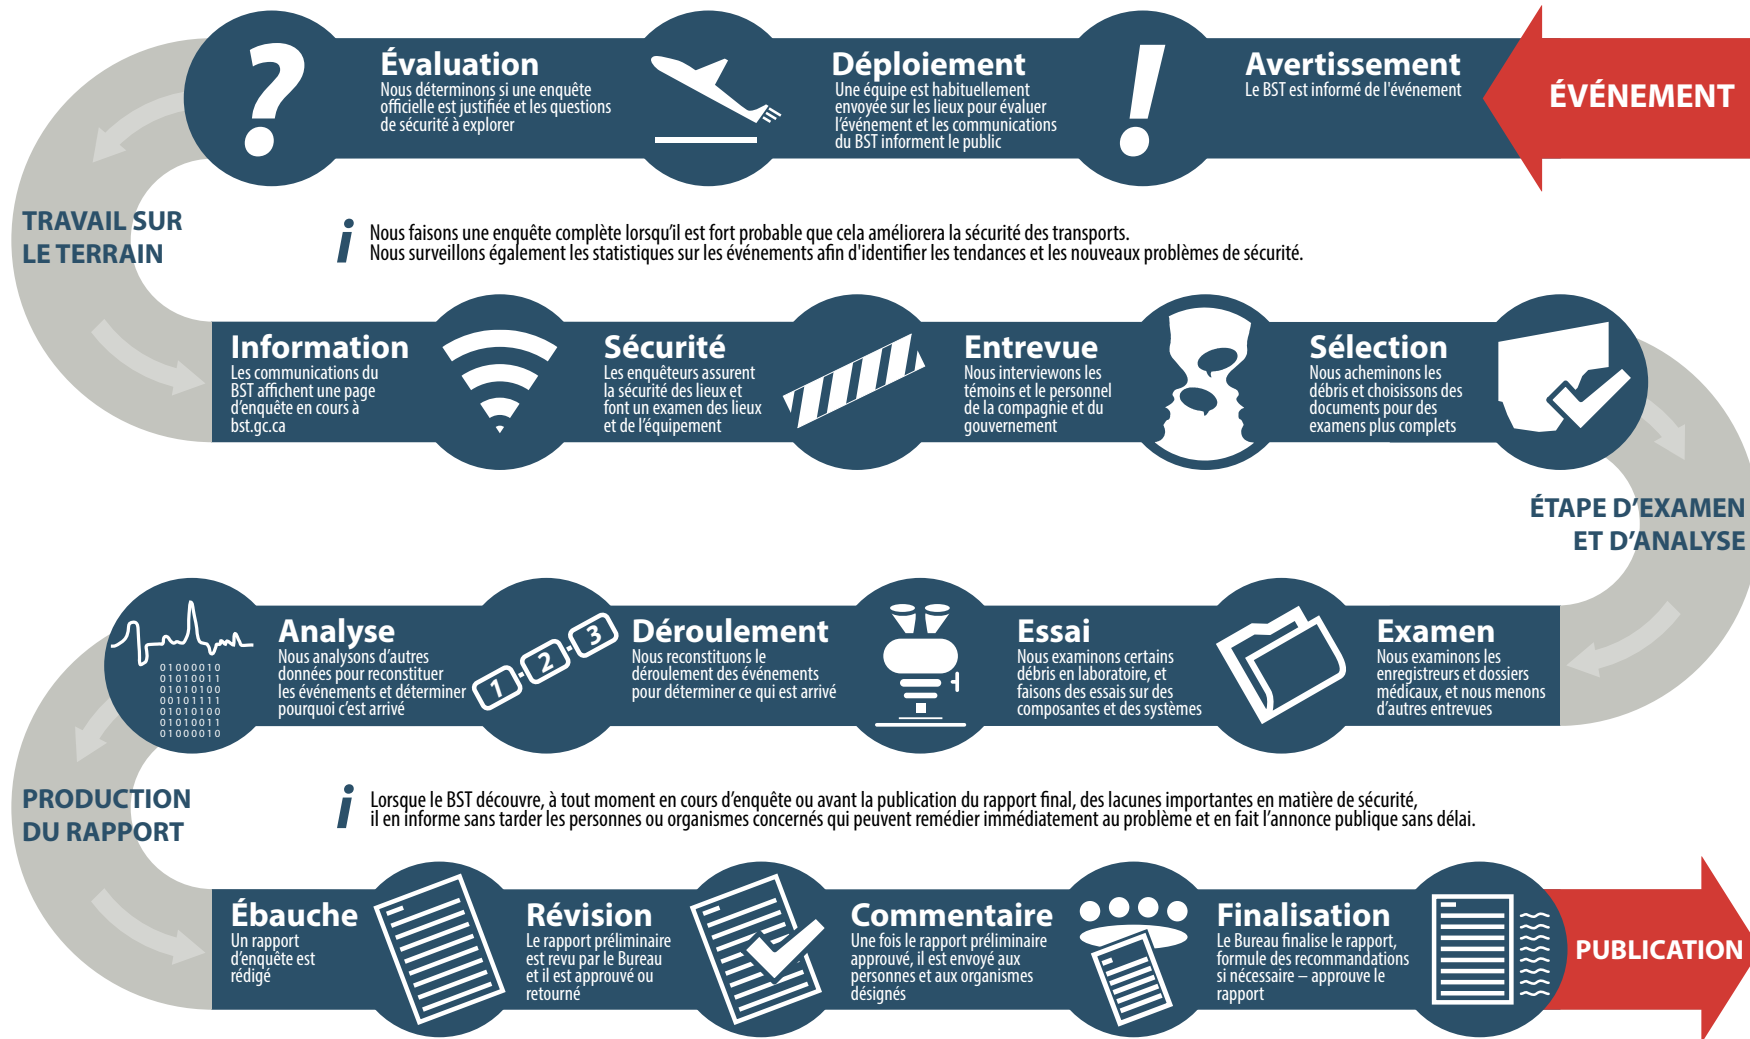 ÉVÉNEMENT
Avertissement
Le BST est informé de l'événement
Déploiement
Une équipe est habituellement
envoyée sur les lieux pour évaluer
l’événement et les communications
du BST informent le public
Évaluation
Nous déterminons si une enquête
officielle est justifiée et les questions
de sécurité à explorer
?
!
TRAVAIL SUR
LE TERRAIN
i
Nous faisons une enquête complète lorsqu’il est fort probable que cela améliorera la sécurité des transports.
Nous surveillons également les statistiques sur les événements afin d'identifier les tendances et les nouveaux problèmes de sécurité.
Information
Les communications du
BST affichent une page
d’enquête en cours à
bst.gc.ca
Sécurité
Les enquêteurs assurent
la sécurité des lieux et
font un examen des lieux
et de l’équipement
Entrevue
Nous interviewons les
témoins et le personnel
de la compagnie et du
gouvernement
Sélection
Nous acheminons les
débris et choisissons des
documents pour des
examens plus complets
ÉTAPE D’EXAMEN
ET D’ANALYSE
Examen
Nous examinons les
enregistreurs et dossiers
médicaux, et nous menons
d’autres entrevues
Essai
Nous examinons certains
débris en laboratoire, et
faisons des essais sur des
composantes et des systèmes
Déroulement
Nous reconstituons le
déroulement des événements
pour déterminer ce qui est arrivé
1 2 3
Analyse
Nous analysons d’autres
données pour reconstituer
les événements et déterminer
pourquoi c’est arrivé
01000010
01010011
01010100
00101111
01010100
01010011
01000010
PRODUCTION
DU RAPPORT
i
Lorsque le BST découvre, à tout moment en cours d’enquête ou avant la publication du rapport final, des lacunes importantes en matière de sécurité,
il en informe sans tarder les personnes ou organismes concernés qui peuvent remédier immédiatement au problème et en fait l’annonce publique sans délai.
Ébauche
Un rapport
d’enquête est
rédigé
Révision
Le rapport préliminaire
est revu par le Bureau
et il est approuvé ou
retourné
Commentaire
Une fois le rapport préliminaire
approuvé, il est envoyé aux
personnes et aux organismes
désignés
Finalisation
Le Bureau finalise le rapport,
formule des recommandations
si nécessaire – approuve le
rapport
PUBLICATION